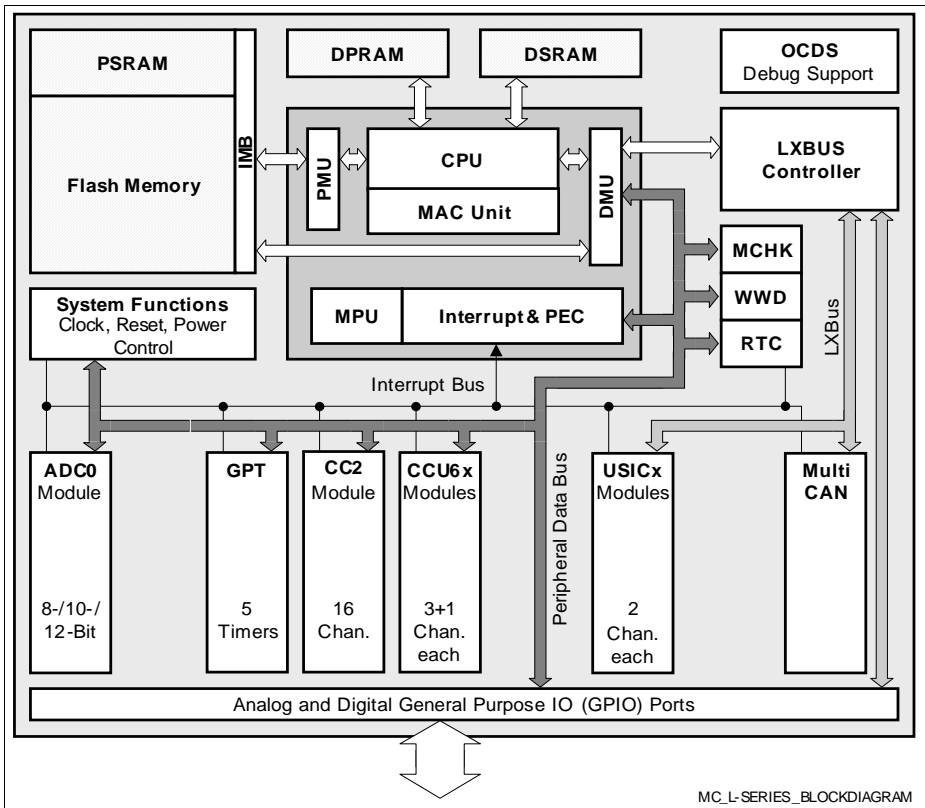 PSRAM
Flash Memory
IMB
DPRAM
DSRAM
OCDS
Debug Support
PMU
CPU
MAC Unit
DMU
LXBUS
Controller
MPU
Interrupt & PEC
MCHK
WWD
RTC
LXBus
System Functions
Clock, Reset, Power
Control
Interrupt Bus
Peripheral Data Bus
ADC0
Module
8-/10-/
12-Bit
GPT
5
Timers
CC2
Module
16
Chan.
CCU6x
Modules
3+1
Chan.
each
USICx
Modules
2
Chan.
each
Multi
CAN
Analog and Digital General Purpose IO (GPIO) Ports
MC_L-SERIES_BLOCKDIAGRAM